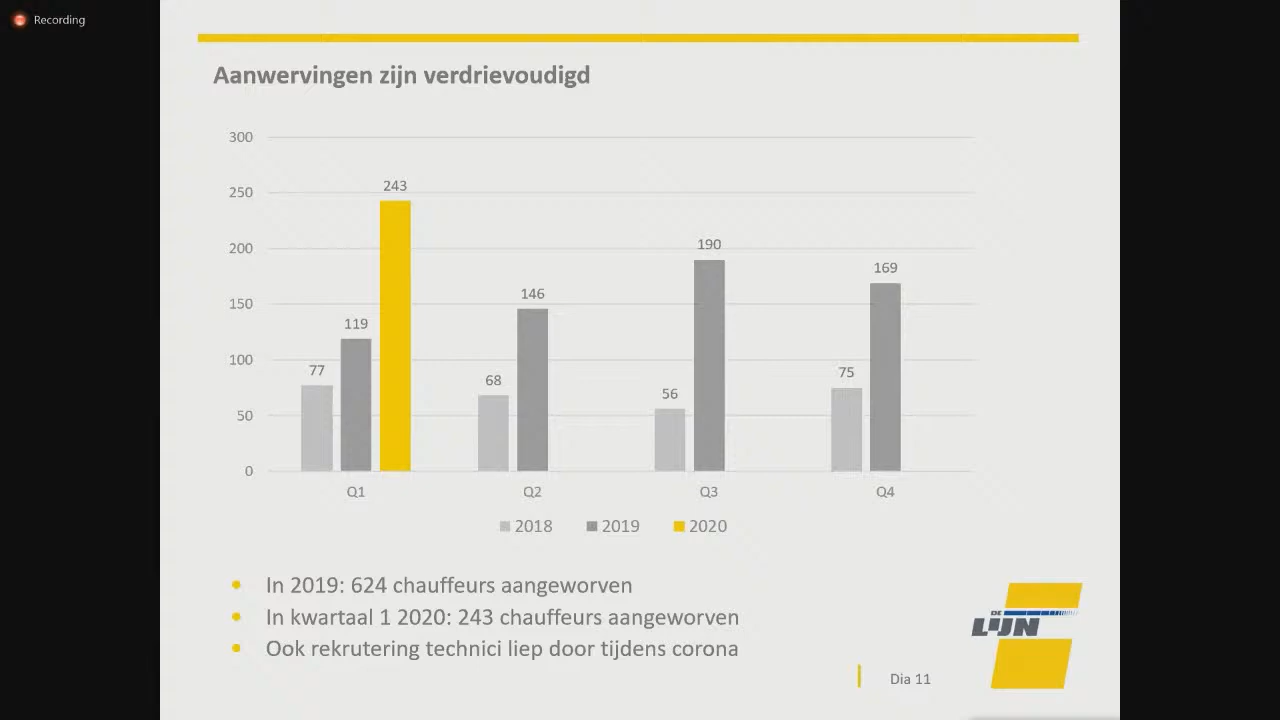 Recording
Aanwervingen zijn verdrievoudigd
300
250
200
150
100
50
0
77
119
243
68
146
56
190
75
169
Q1 Q2 Q3 Q4
2018 2019 2020
In 2019: 624 chauffeurs aangeworven
In kwartaal 1 2020: 243 chauffeurs aangeworven
Ook rekrutering technici liep door tijdens corona
DE
LIJN
Dia 11